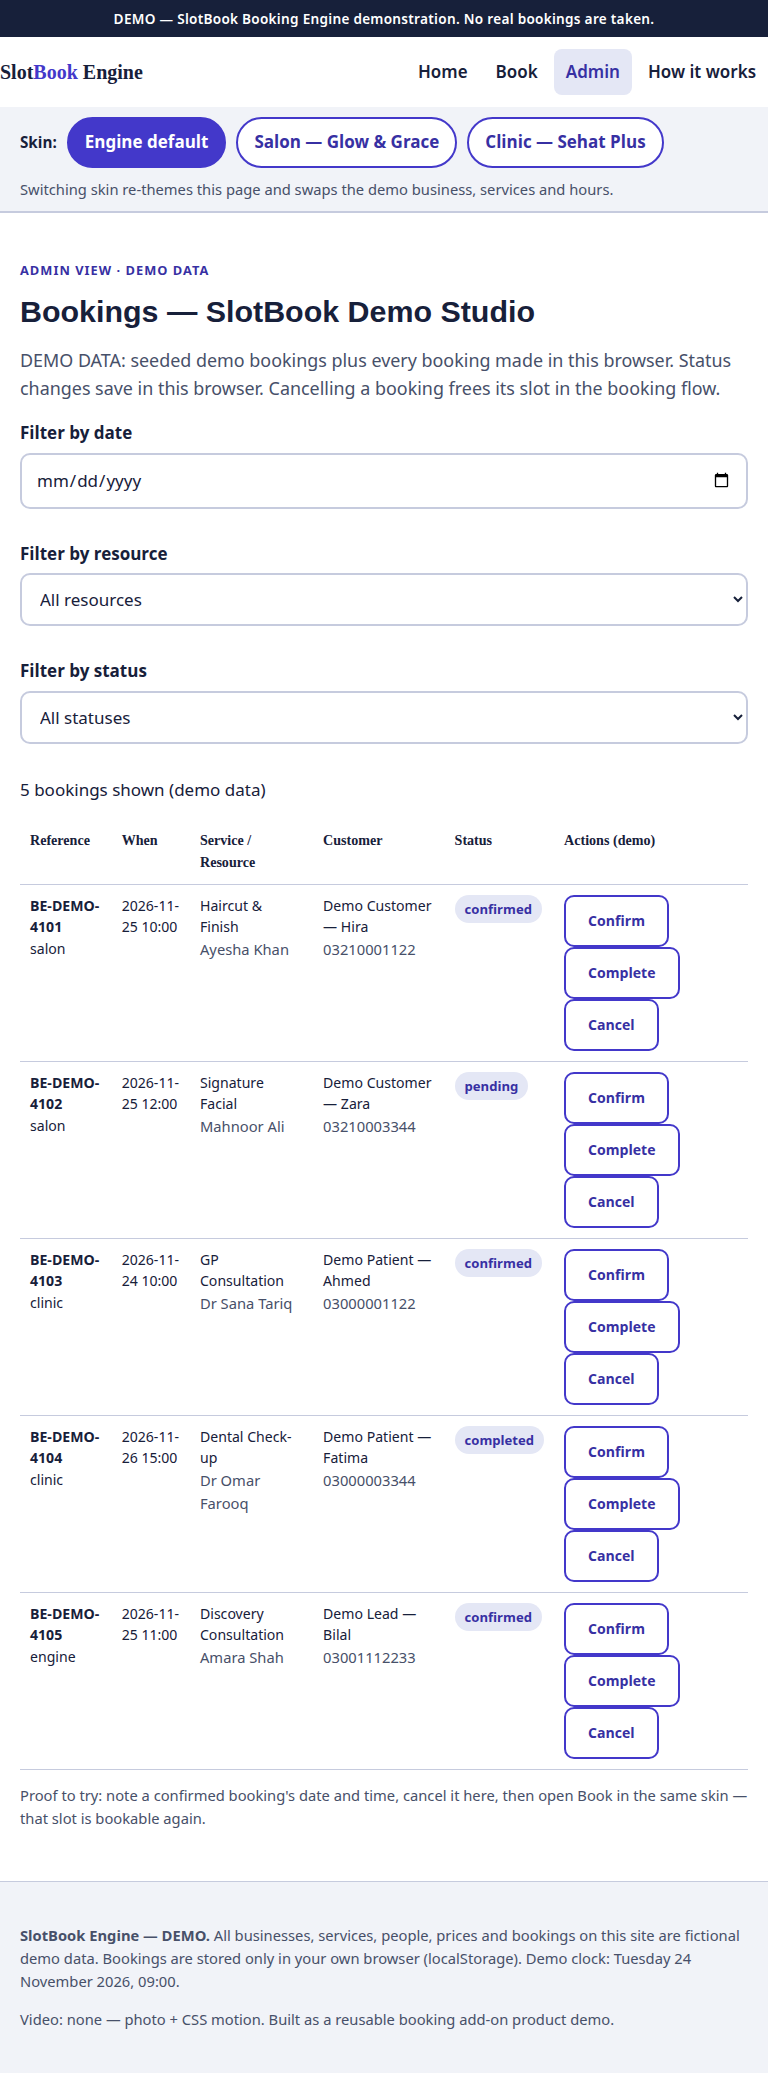 DEMO — SlotBook Booking Engine demonstration. No real bookings are taken.
SlotBook Engine
Home Book Admin How it works
Skin: Engine default Salon — Glow & Grace Clinic — Sehat Plus
Switching skin re-themes this page and swaps the demo business, services and hours.
ADMIN VIEW · DEMO DATA
Bookings — SlotBook Demo Studio
DEMO DATA: seeded demo bookings plus every booking made in this browser. Status
changes save in this browser. Cancelling a booking frees its slot in the booking flow.
Filter by date
mm/dd/yyyy
Filter by resource
All resources
Filter by status
All statuses
5 bookings shown (demo data)
Reference When Service / Resource Customer Status Actions (demo)
BE-DEMO-4101 salon
2026-11-25 10:00
Haircut & Finish
Ayesha Khan
Demo Customer — Hira
03210001122
confirmed
Confirm
Complete
Cancel
BE-DEMO-4102 salon
2026-11-25 12:00
Signature Facial
Mahnoor Ali
Demo Customer — Zara
03210003344
pending
Confirm
Complete
Cancel
BE-DEMO-4103 clinic
2026-11-24 10:00
GP Consultation
Dr Sana Tariq
Demo Patient — Ahmed
03000001122
confirmed
Confirm
Complete
Cancel
BE-DEMO-4104 clinic
2026-11-26 15:00
Dental Check-up
Dr Omar Farooq
Demo Patient — Fatima
03000003344
completed
Confirm
Complete
Cancel
BE-DEMO-4105 engine
2026-11-25 11:00
Discovery Consultation
Amara Shah
Demo Lead — Bilal
03001112233
confirmed
Confirm
Complete
Cancel
Proof to try: note a confirmed booking's date and time, cancel it here, then open Book in the same skin —
that slot is bookable again.
SlotBook Engine — DEMO. All businesses, services, people, prices and bookings on this site are fictional
demo data. Bookings are stored only in your own browser (localStorage). Demo clock: Tuesday 24
November 2026, 09:00.
Video: none — photo + CSS motion. Built as a reusable booking add-on product demo.